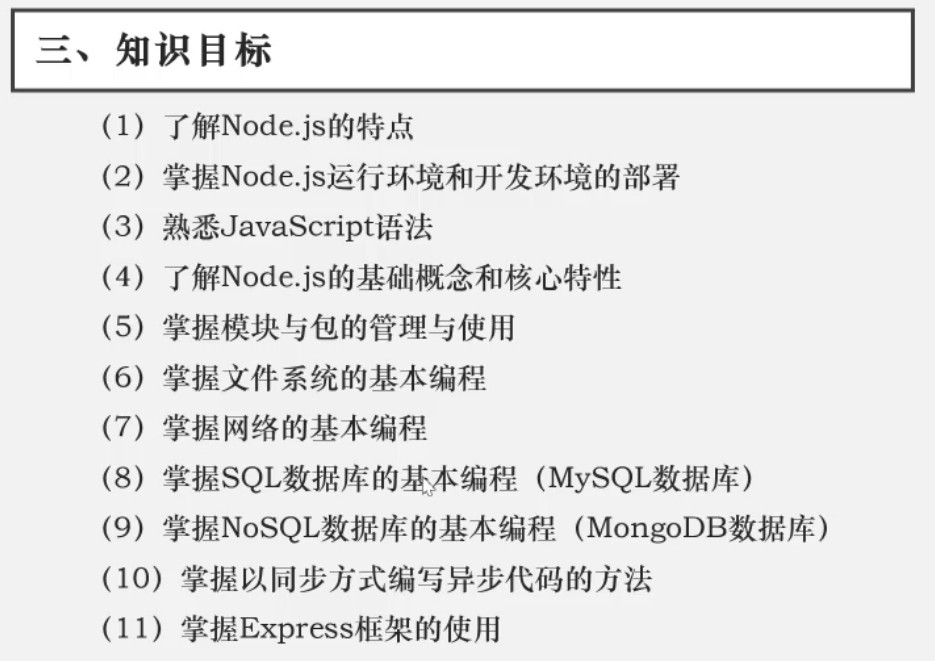 三、知识目标
（1）了解Node.js的特点
（2）掌握Node.js运行环境和开发环境的部署
（3）熟悉JavaScript语法
（4）了解Node.js的基础概念和核心特性
（5）掌握模块与包的管理与使用
（6）掌握文件系统的基本编程
（7）掌握网络的基本编程
（8）掌握SQL数据库的基本编程（MySQL数据库）
（9）掌握NoSQL数据库的基本编程（MongoDB数据库）
（10）掌握以同步方式编写异步代码的方法
（11）掌握Express框架的使用